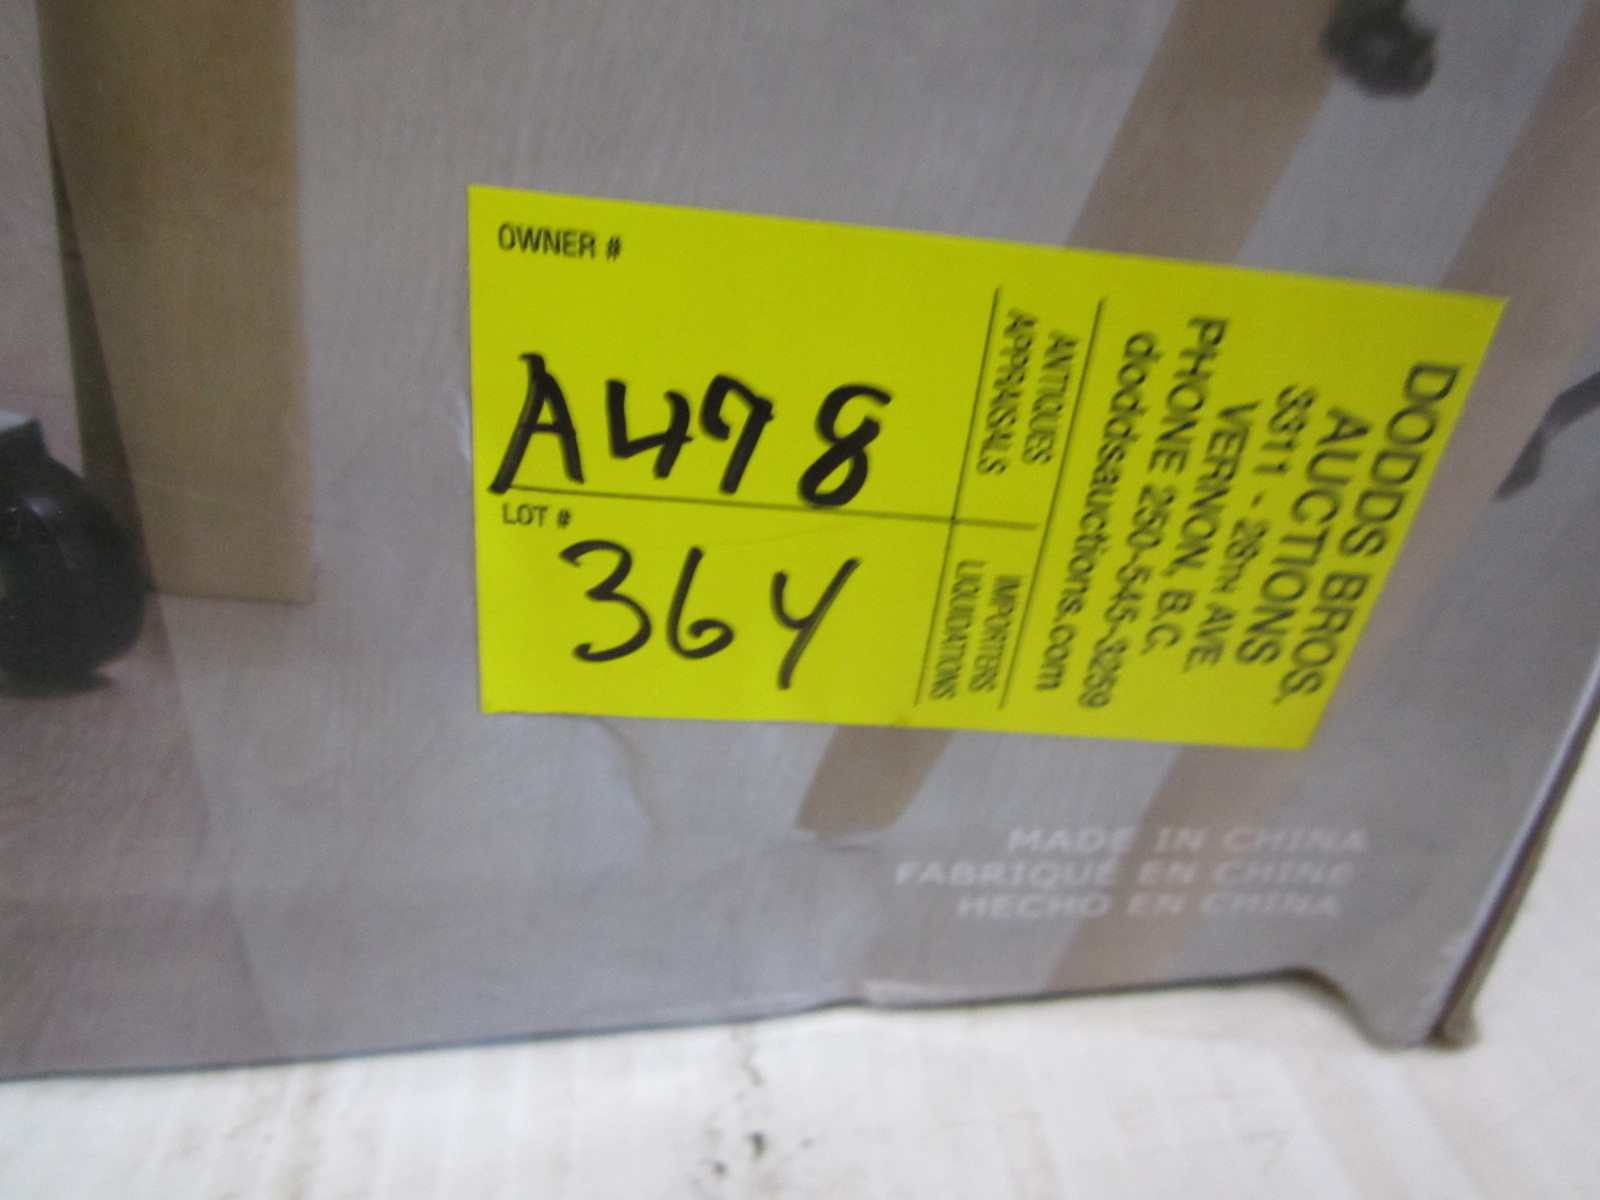 OWNER #
A478
LOT #
364
ANTIQUES
APPRAISALS
IMPORTERS
LIQUIDATIONS
DODDS BROS.
AUCTIONS
3311 - 28TH AVE.
VERNON, B.C.
PHONE 250-545-3259
doddsauctions.com
MADE IN CHINA
FABRIQUÉ EN CHINE
HECHO EN CHINA